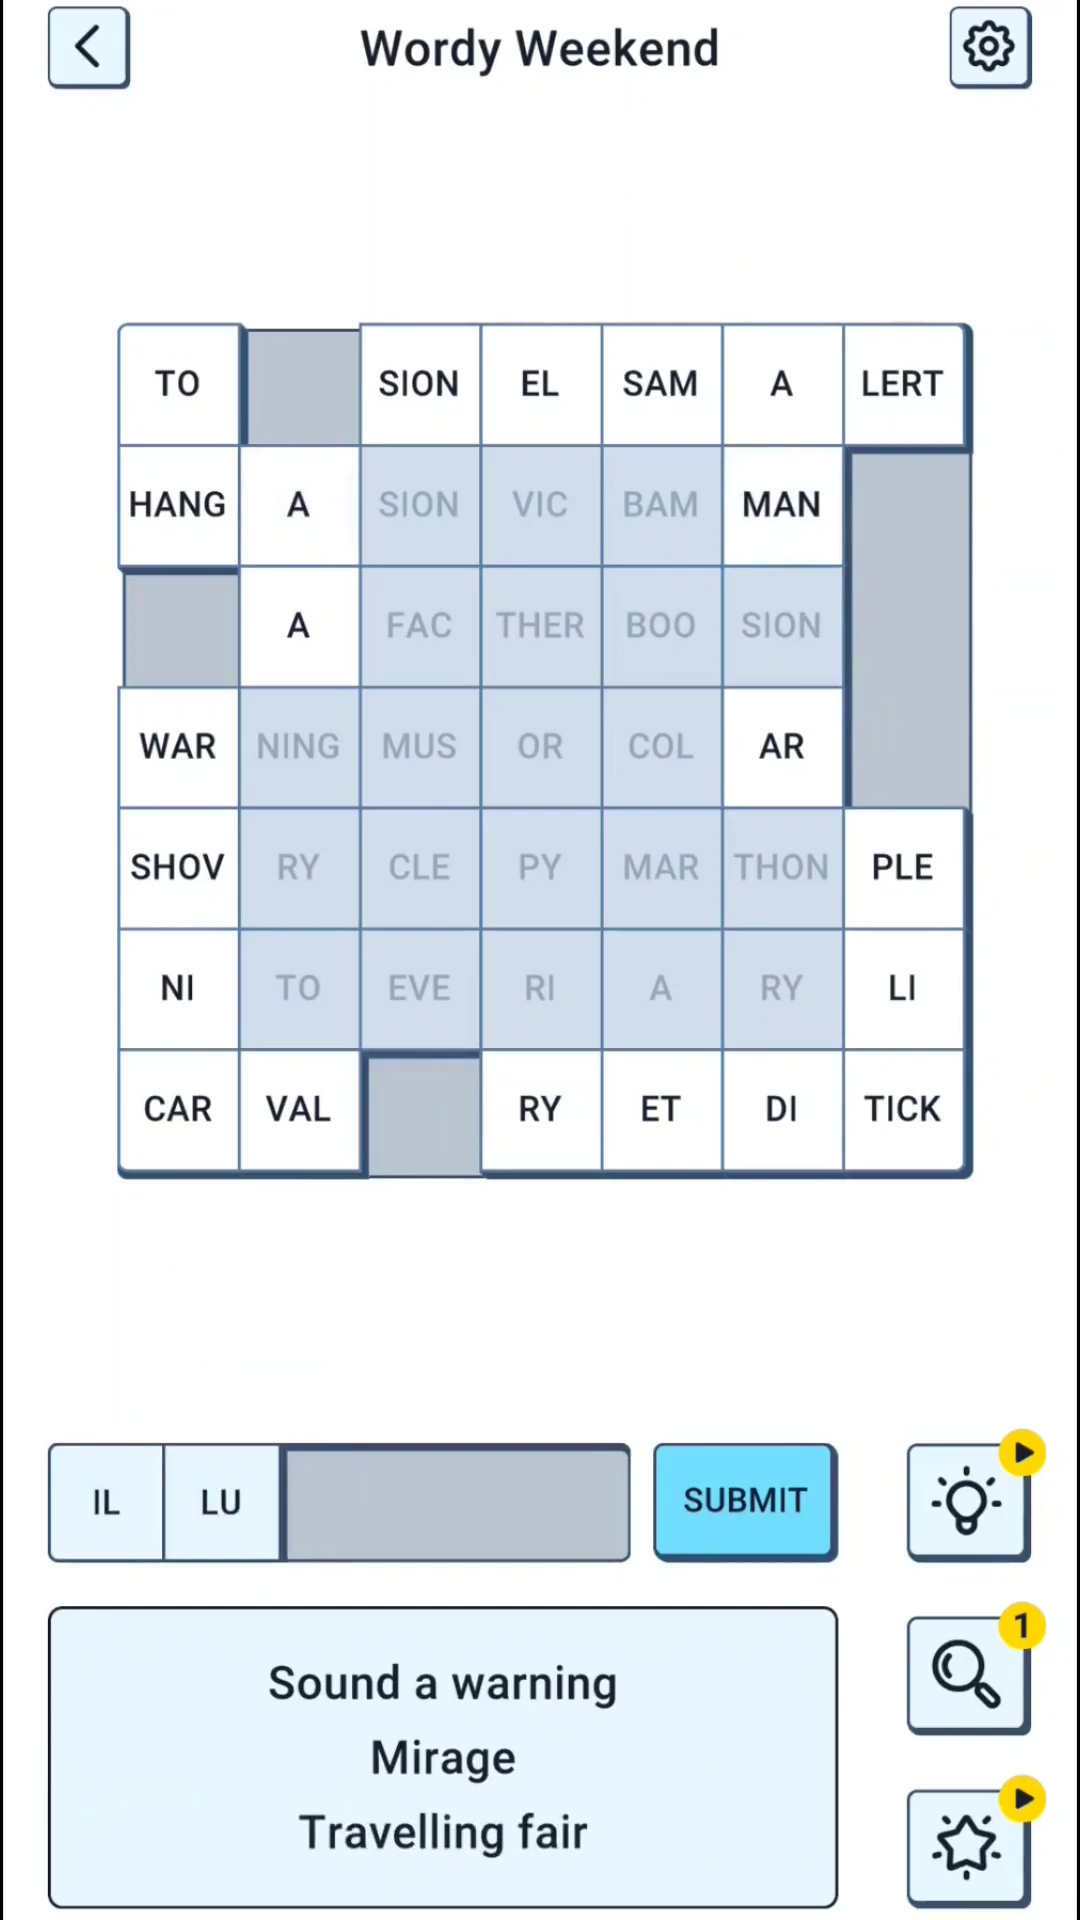 Wordy Weekend
TO SION EL SAM A LERT
HANG A SION VIC BAM MAN
A FAC THER BOO SION
WAR NING MUS OR COL AR
SHOV RY CLE PY MAR THON PLE
NI TO EVE RI A RY LI
CAR VAL RY ET DI TICK
IL LU SUBMIT
Sound a warning
1
Mirage
Travelling fair